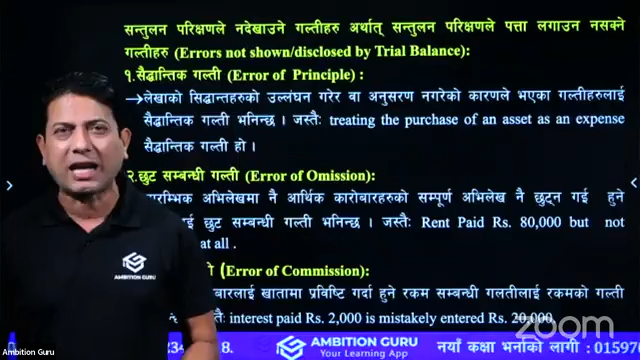 सन्तुलन परिक्षणले नदेखाउने गल्तीहरु अर्थात् सन्तुलन परिक्षणले पत्ता लगाउन नसक्ने
गल्तीहरु (Errors not shown/disclosed by Trial Balance)
१.सैद्धान्तिक गल्ती (Error of Principle) :
→लेखाको सिद्धान्तहरुको उल्लंघन गरेर वा अनुसरण नगरेको कारणले भएका गल्तीहरुलाई
सैद्धान्तिक गल्ती भनिन्छ । जस्तैः treating the purchase of an asset as an expense
सैद्धान्तिक गल्ती हो ।
२.छुट सम्बन्धी गल्ती (Error of Omission) :
अभिलेखमा नै आर्थिक कारोबारहरुको सम्पूर्ण अभिलेख नै छुट्न गई हुने
छुट सम्बन्धी गल्ती भनिन्छ । जस्तैः Rent Paid Rs. 80,000 but not
at all .
(Error of Commission):
खातामा प्रविष्टि गर्दा हुने रकम सम्बन्धी गलतीलाई रकमको गल्ती
interest paid Rs. 2,000 is mistakely entered Rs. 20,000.
AMBITION GURU
zoom
AMBITION GURU
Your Learning App
नयाँ कक्षा भर्नाको लागी : 01597
Ambition Guru